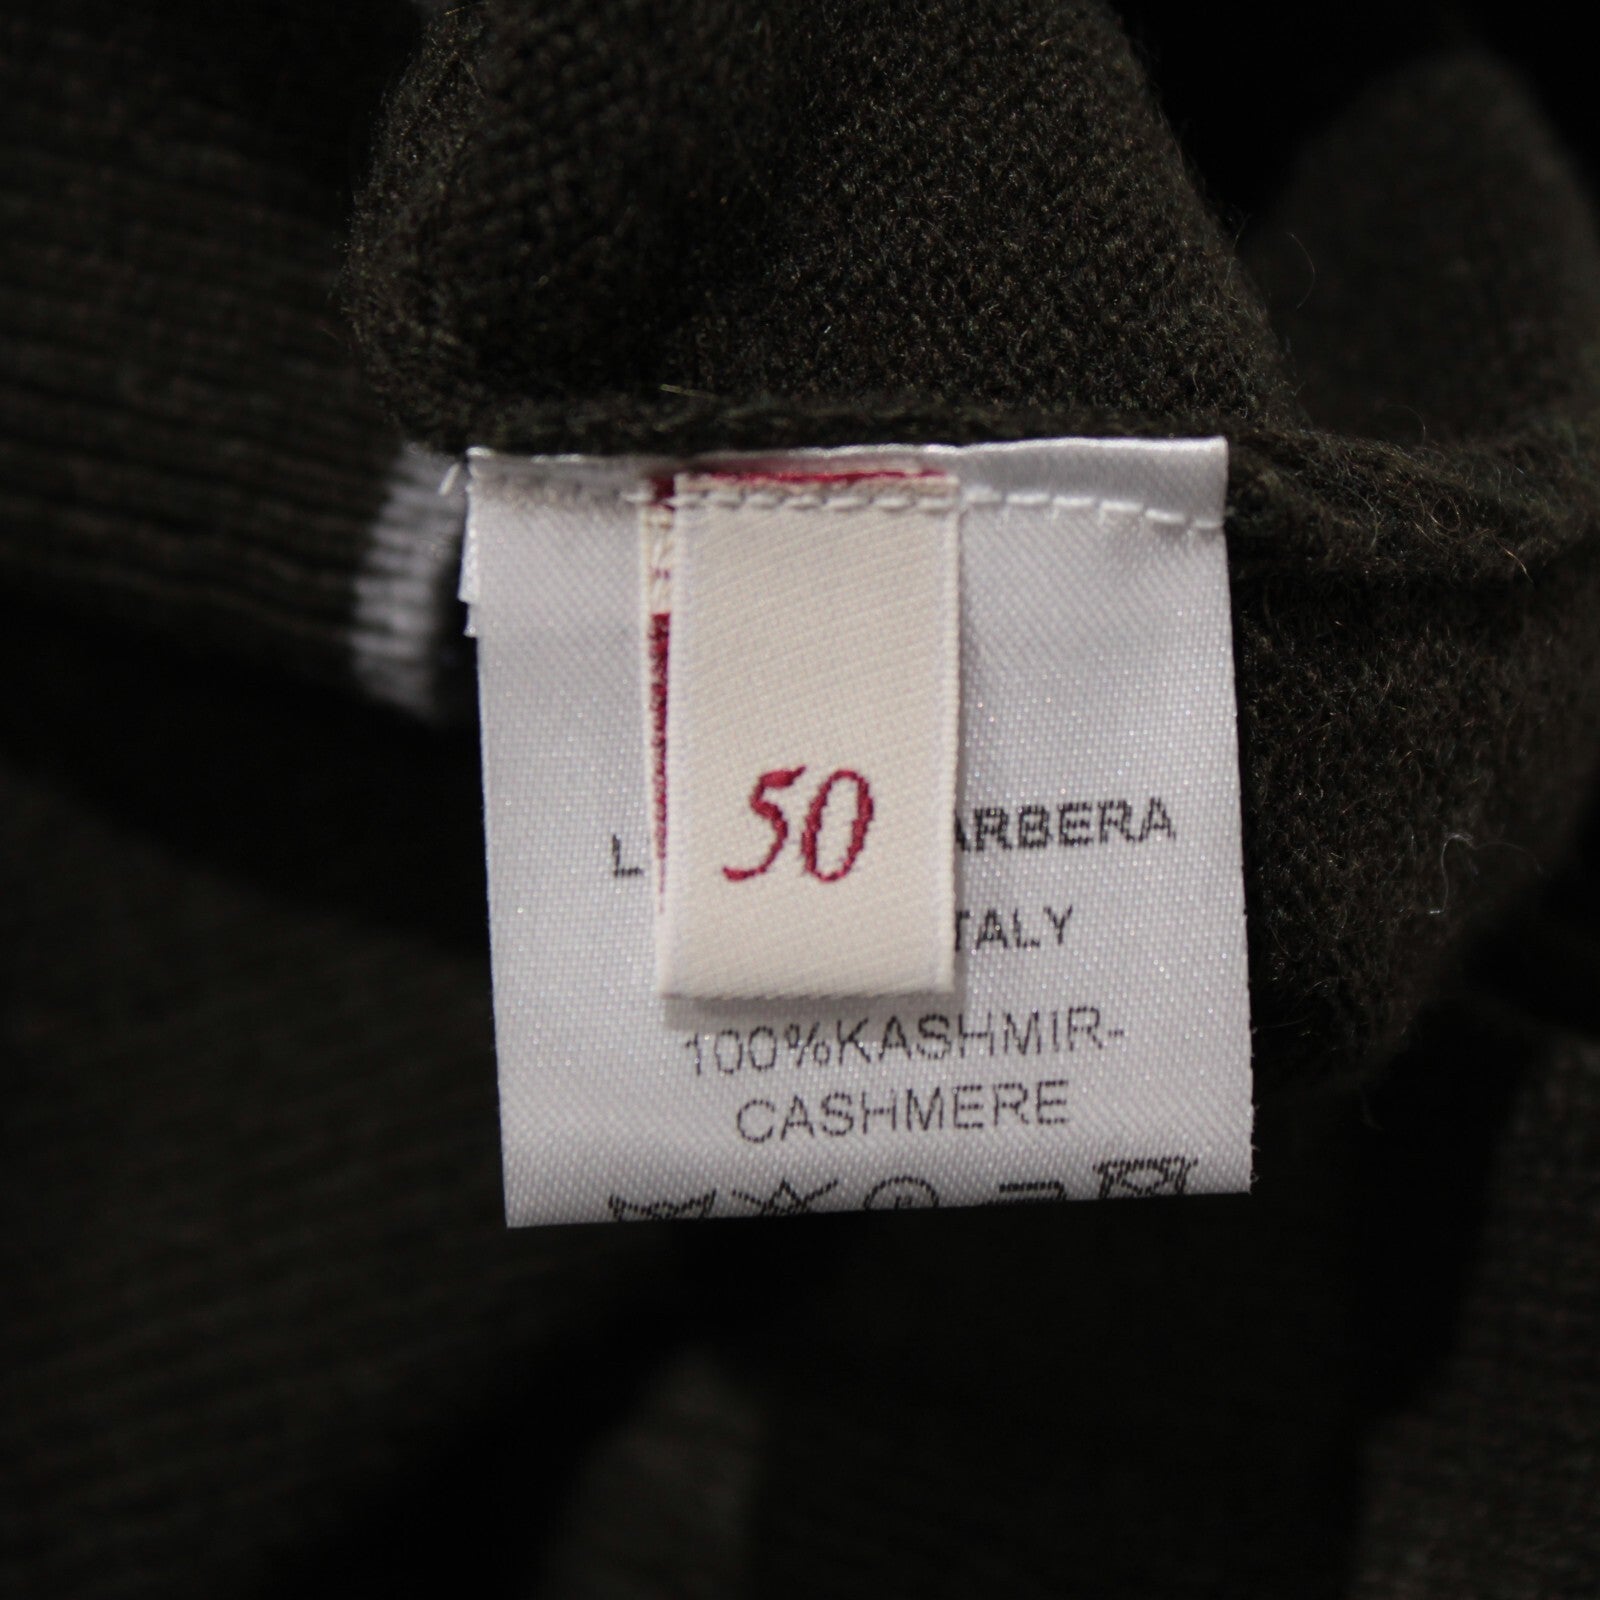 50
L ARBERA
TALY
100%KASHMIR-
CASHMERE